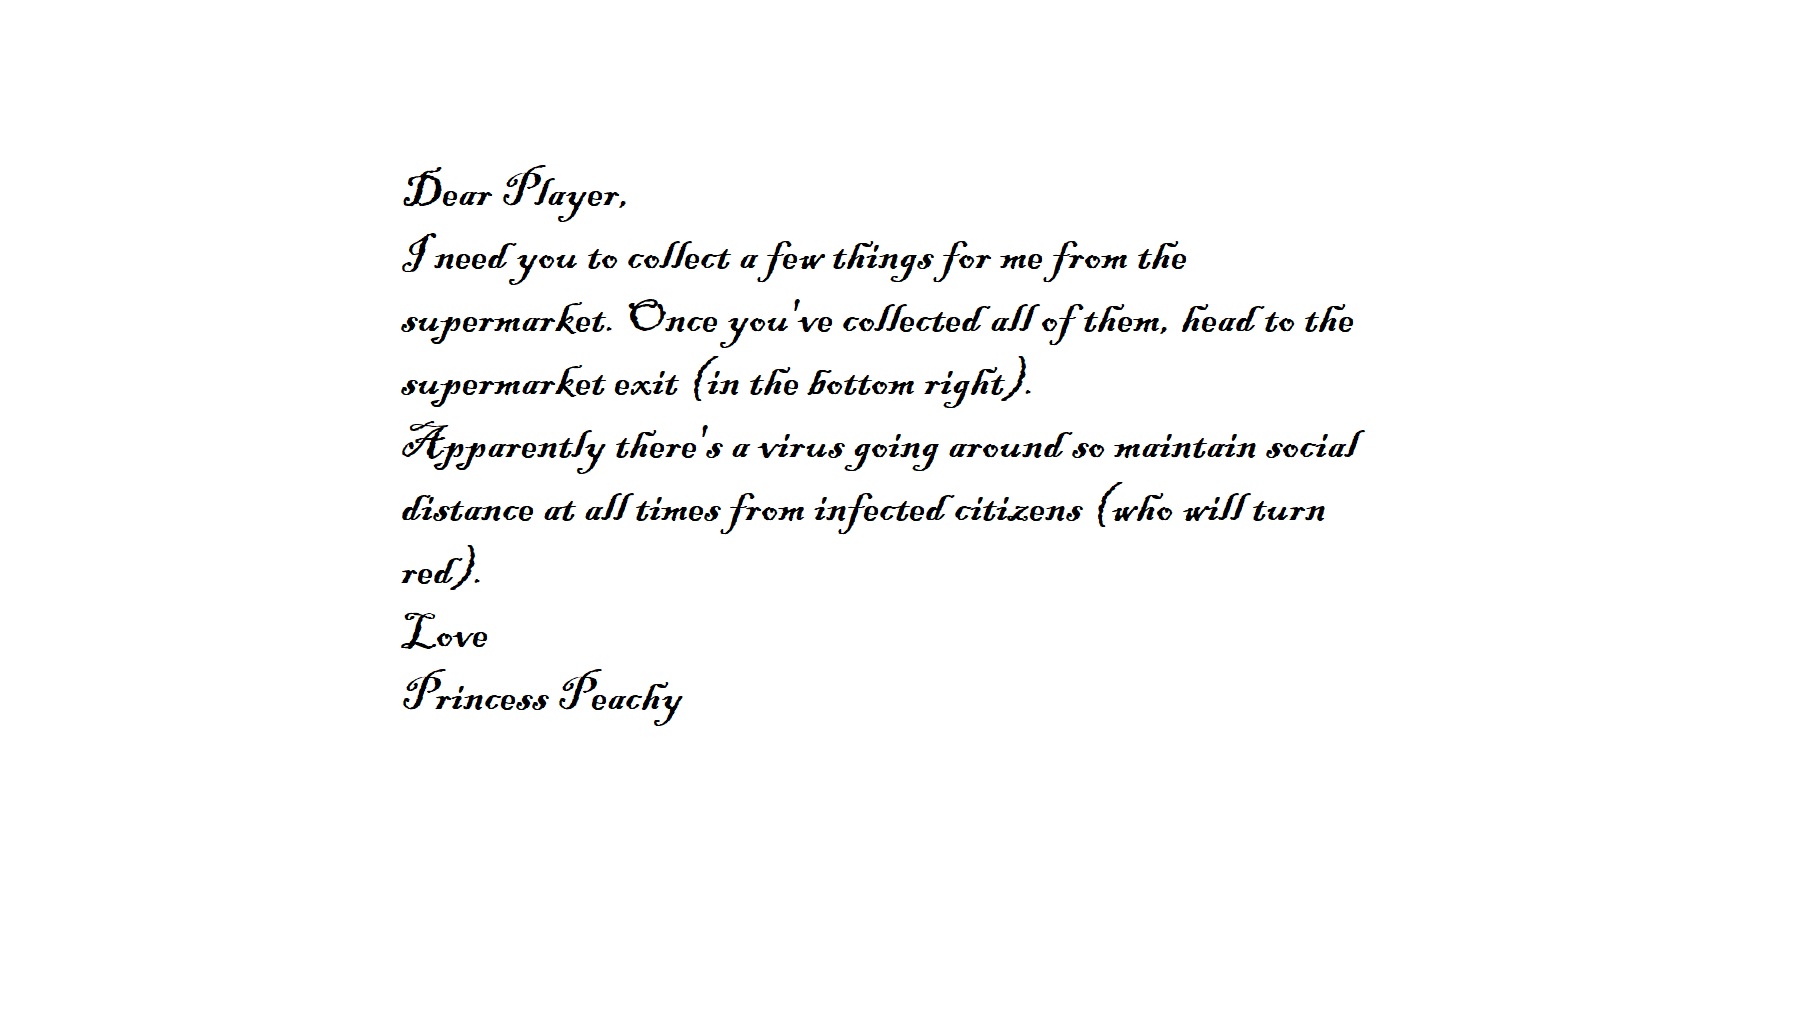 Dear Player,
I need you to collect a few things for me from the
supermarket. Once you've collected all of them, head to the
supermarket exit (in the bottom right).
Apparently there's a virus going around so maintain social
distance at all times from infected citizens (who will turn
red).
Love
Princess Peachy